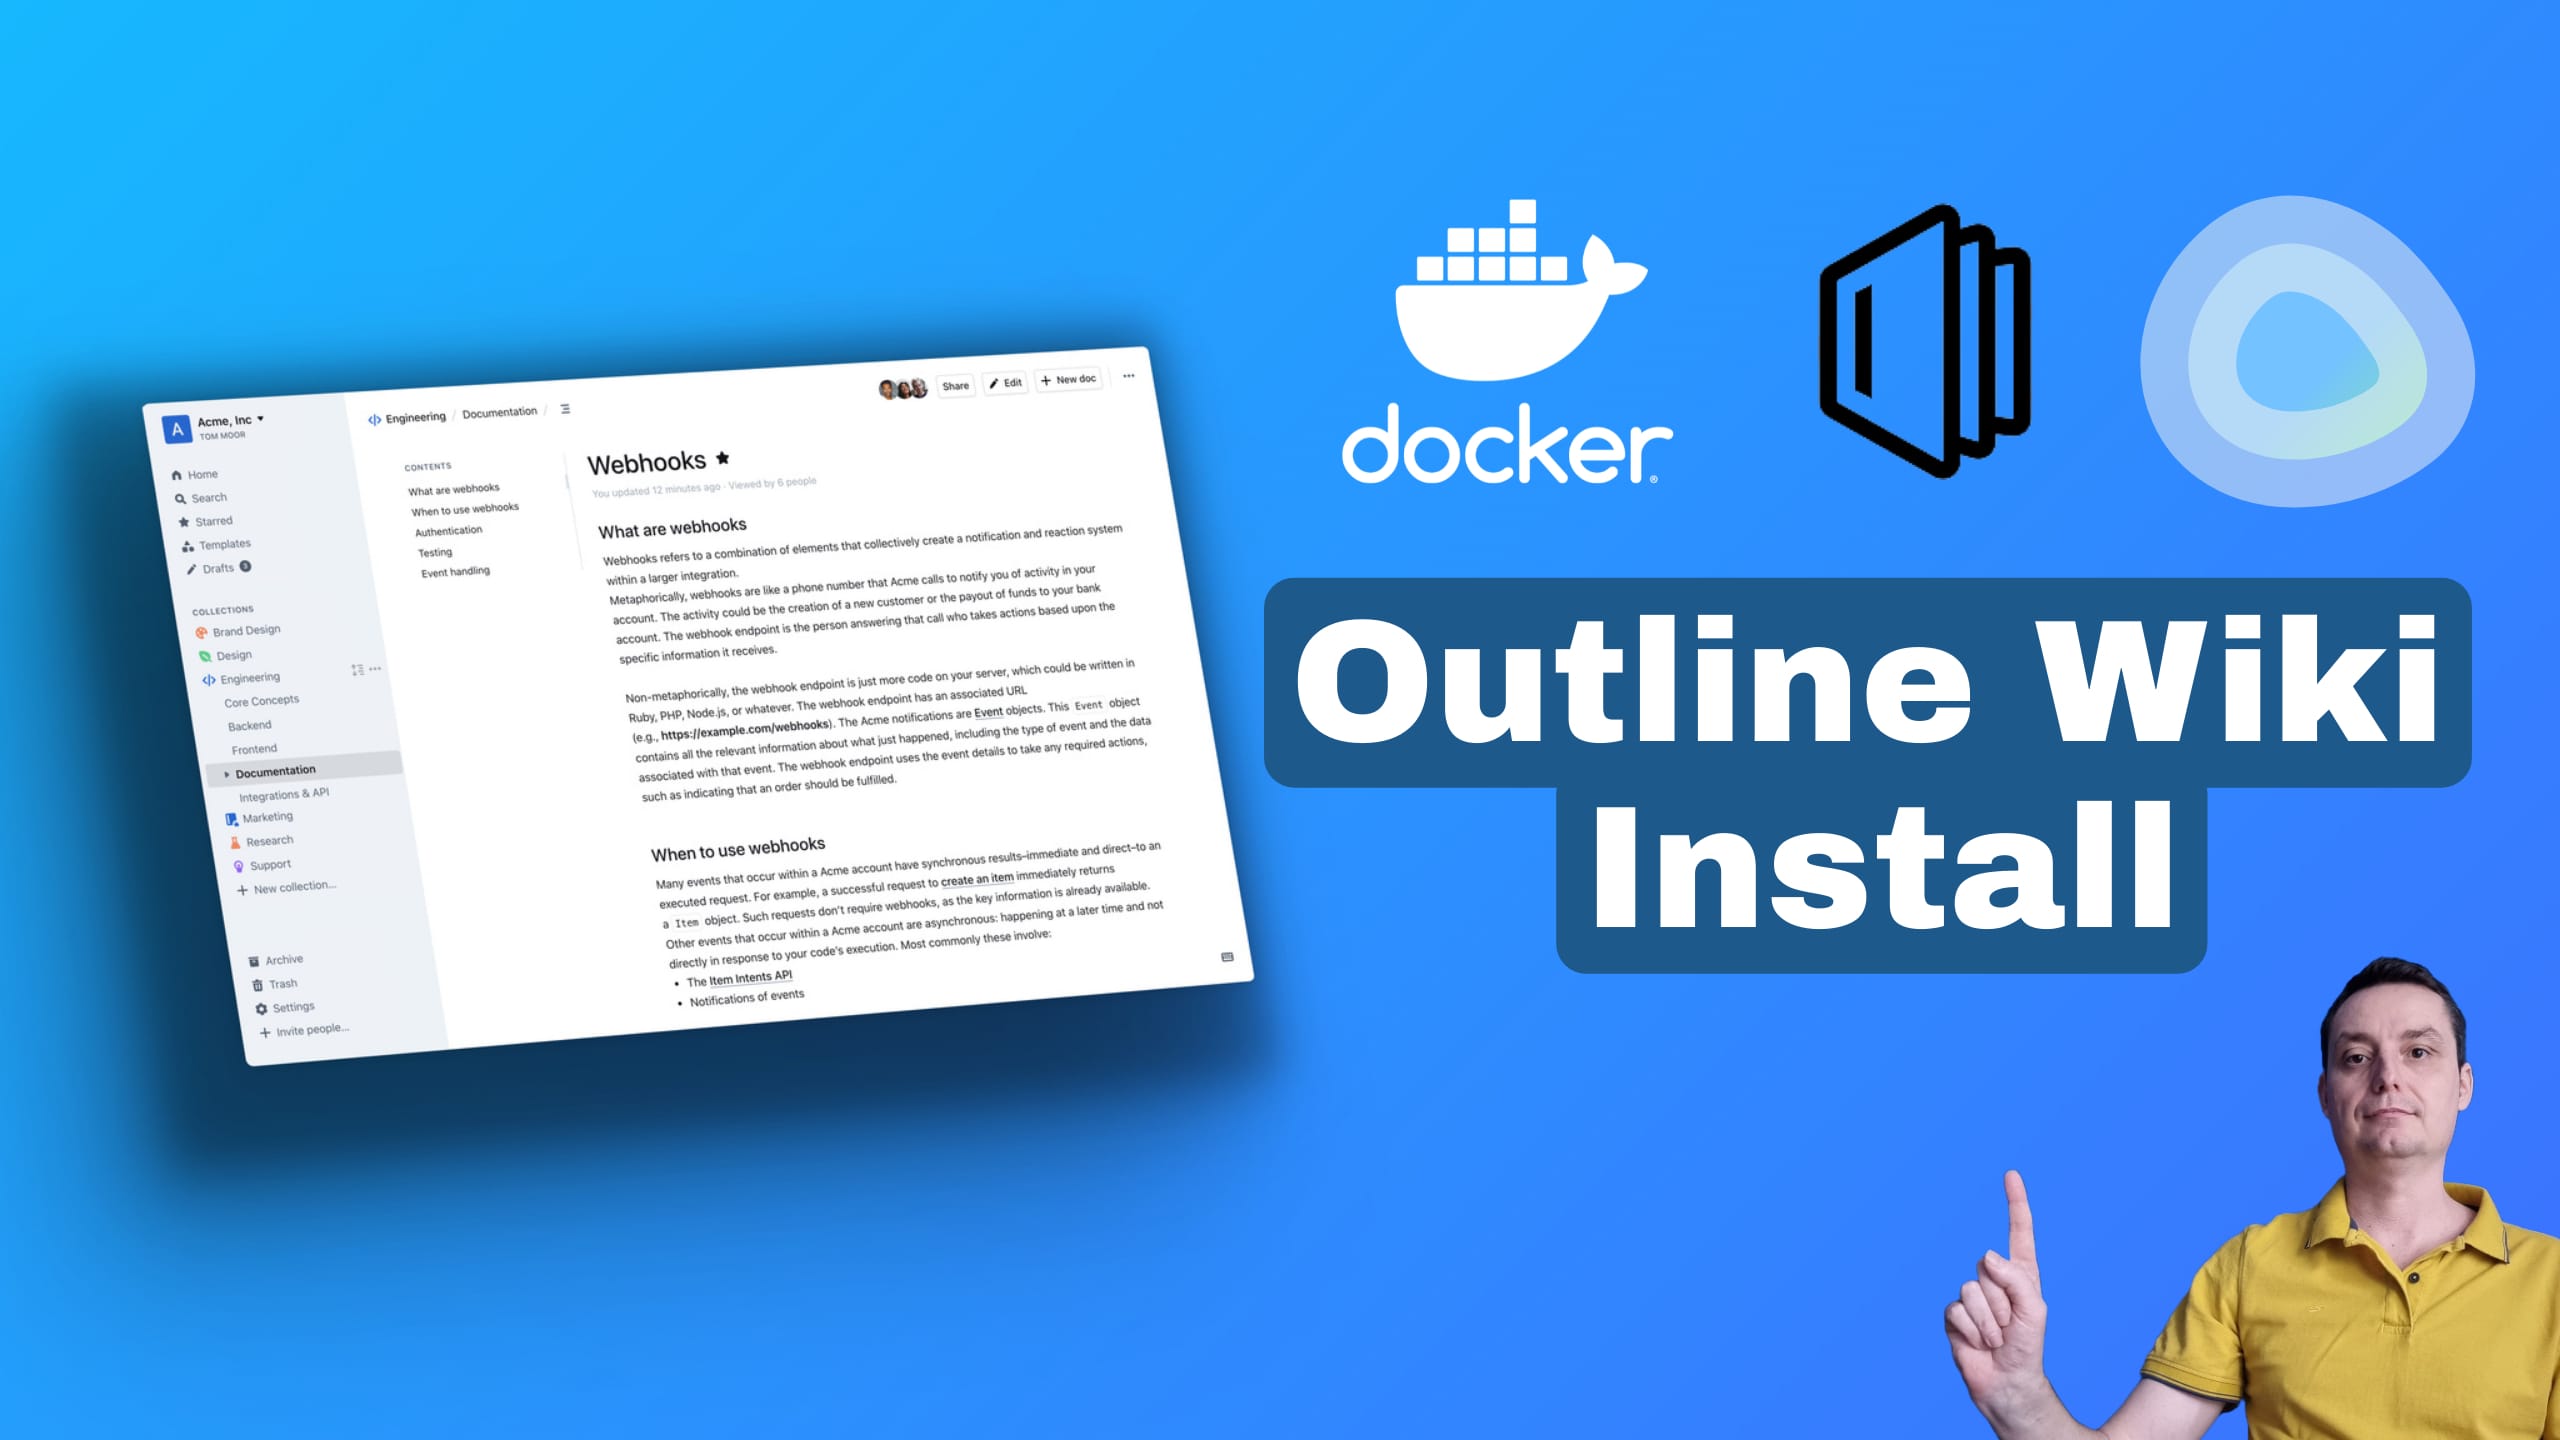 A
Acme, Inc
TOM MOOR
Home
Search
Starred
Templates
Drafts 3
COLLECTIONS
Brand Design
Design
Engineering
Core Concepts
Backend
Frontend
Documentation
Integrations & API
Marketing
Research
Support
+ New collection...
Archive
Trash
Settings
+ Invite people...
Engineering / Documentation /
Share
Edit
+ New doc
...
CONTENTS
What are webhooks
When to use webhooks
Authentication
Testing
Event handling
Webhooks ★
You updated 12 minutes ago · Viewed by 6 people
What are webhooks
Webhooks refers to a combination of elements that collectively create a notification and reaction system
within a larger integration.
Metaphorically, webhooks are like a phone number that Acme calls to notify you of activity in your
account. The activity could be the creation of a new customer or the payout of funds to your bank
account. The webhook endpoint is the person answering that call who takes actions based upon the
specific information it receives.
Non-metaphorically, the webhook endpoint is just more code on your server, which could be written in
Ruby, PHP, Node.js, or whatever. The webhook endpoint has an associated URL
(e.g., https://example.com/webhooks). The Acme notifications are Event objects. This Event object
contains all the relevant information about what just happened, including the type of event and the data
associated with that event. The webhook endpoint uses the event details to take any required actions,
such as indicating that an order should be fulfilled.
When to use webhooks
Many events that occur within a Acme account have synchronous results–immediate and direct–to an
executed request. For example, a successful request to create an item immediately returns
a Item object. Such requests don't require webhooks, as the key information is already available.
Other events that occur within a Acme account are asynchronous: happening at a later time and not
directly in response to your code's execution. Most commonly these involve:
• The Item Intents API
• Notifications of events
docker®
Outline Wiki
Install